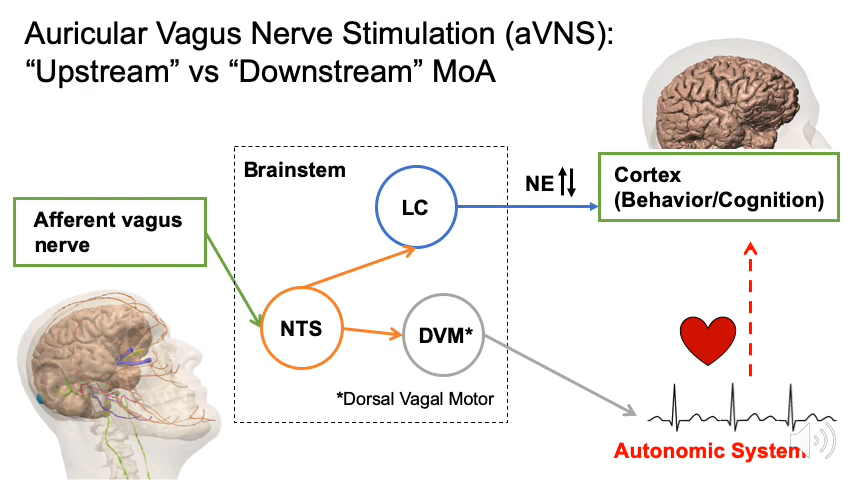 Auricular Vagus Nerve Stimulation (aVNS):
“Upstream” vs “Downstream” MoA
Brainstem
LC
NE
Cortex
(Behavior/Cognition)
Afferent vagus
nerve
NTS
DVM*
*Dorsal Vagal Motor
Autonomic System